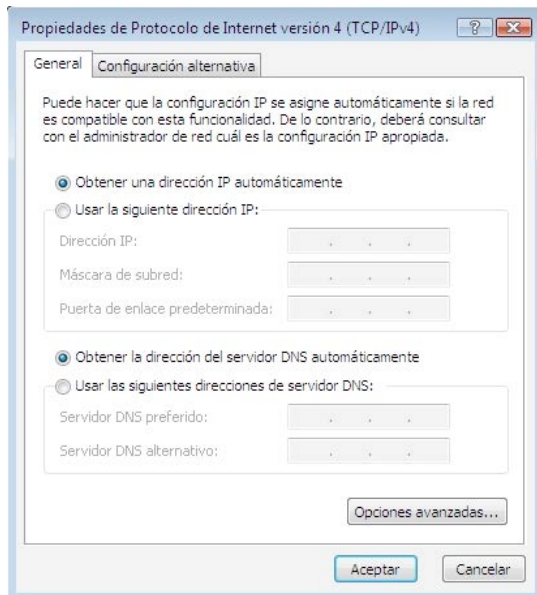 Propiedades de Protocolo de Internet versión 4 (TCP/IPv4)
General
Configuración alternativa
Puede hacer que la configuración IP se asigne automáticamente si la red
es compatible con esta funcionalidad. De lo contrario, deberá consultar
con el administrador de red cuál es la configuración IP apropiada.
Obtener una dirección IP automáticamente
Usar la siguiente dirección IP:
Dirección IP:
Máscara de subred:
Puerta de enlace predeterminada:
Obtener la dirección del servidor DNS automáticamente
Usar las siguientes direcciones de servidor DNS:
Servidor DNS preferido:
Servidor DNS alternativo:
Opciones avanzadas...
Aceptar
Cancelar